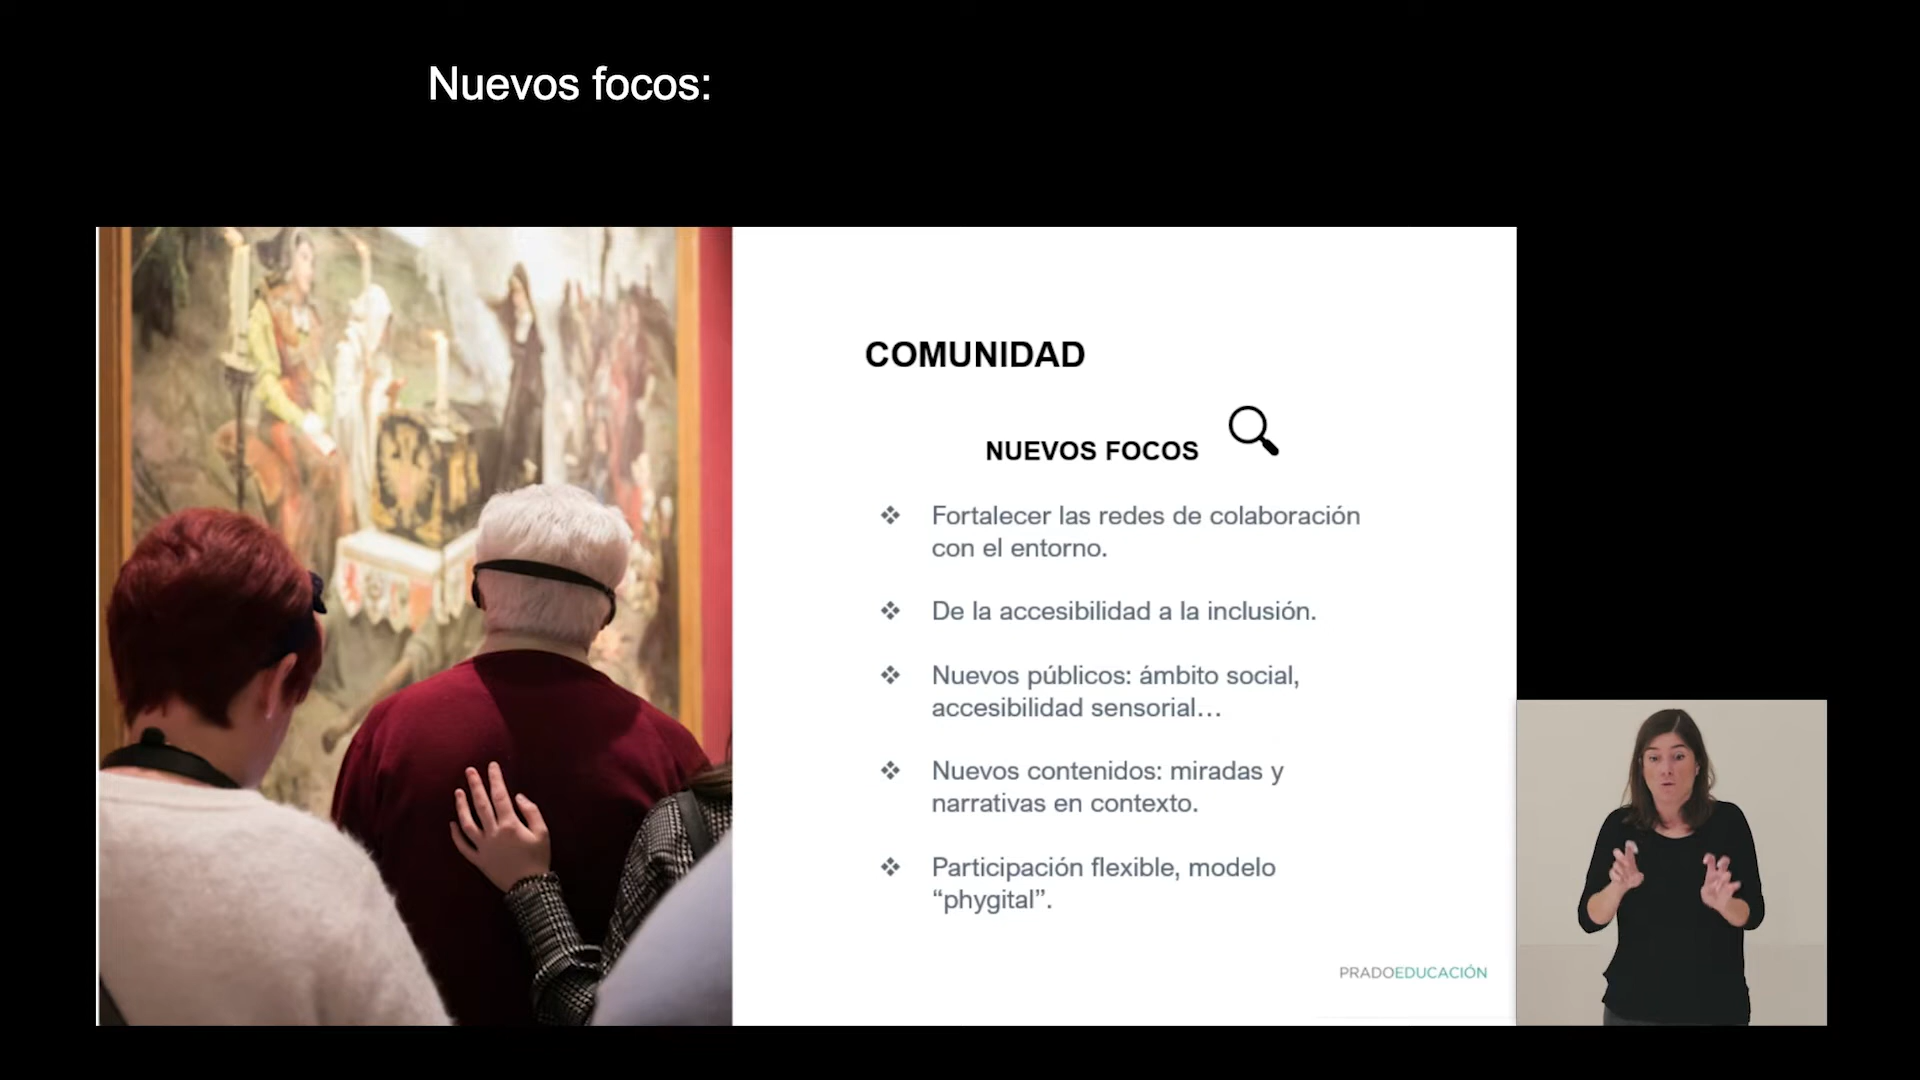 Nuevos focos:
COMUNIDAD
NUEVOS FOCOS
❖ Fortalecer las redes de colaboración
con el entorno.
❖ De la accesibilidad a la inclusión.
❖ Nuevos públicos: ámbito social,
accesibilidad sensorial…
❖ Nuevos contenidos: miradas y
narrativas en contexto.
❖ Participación flexible, modelo
“phygital”.
PRADOEDUCACIÓN